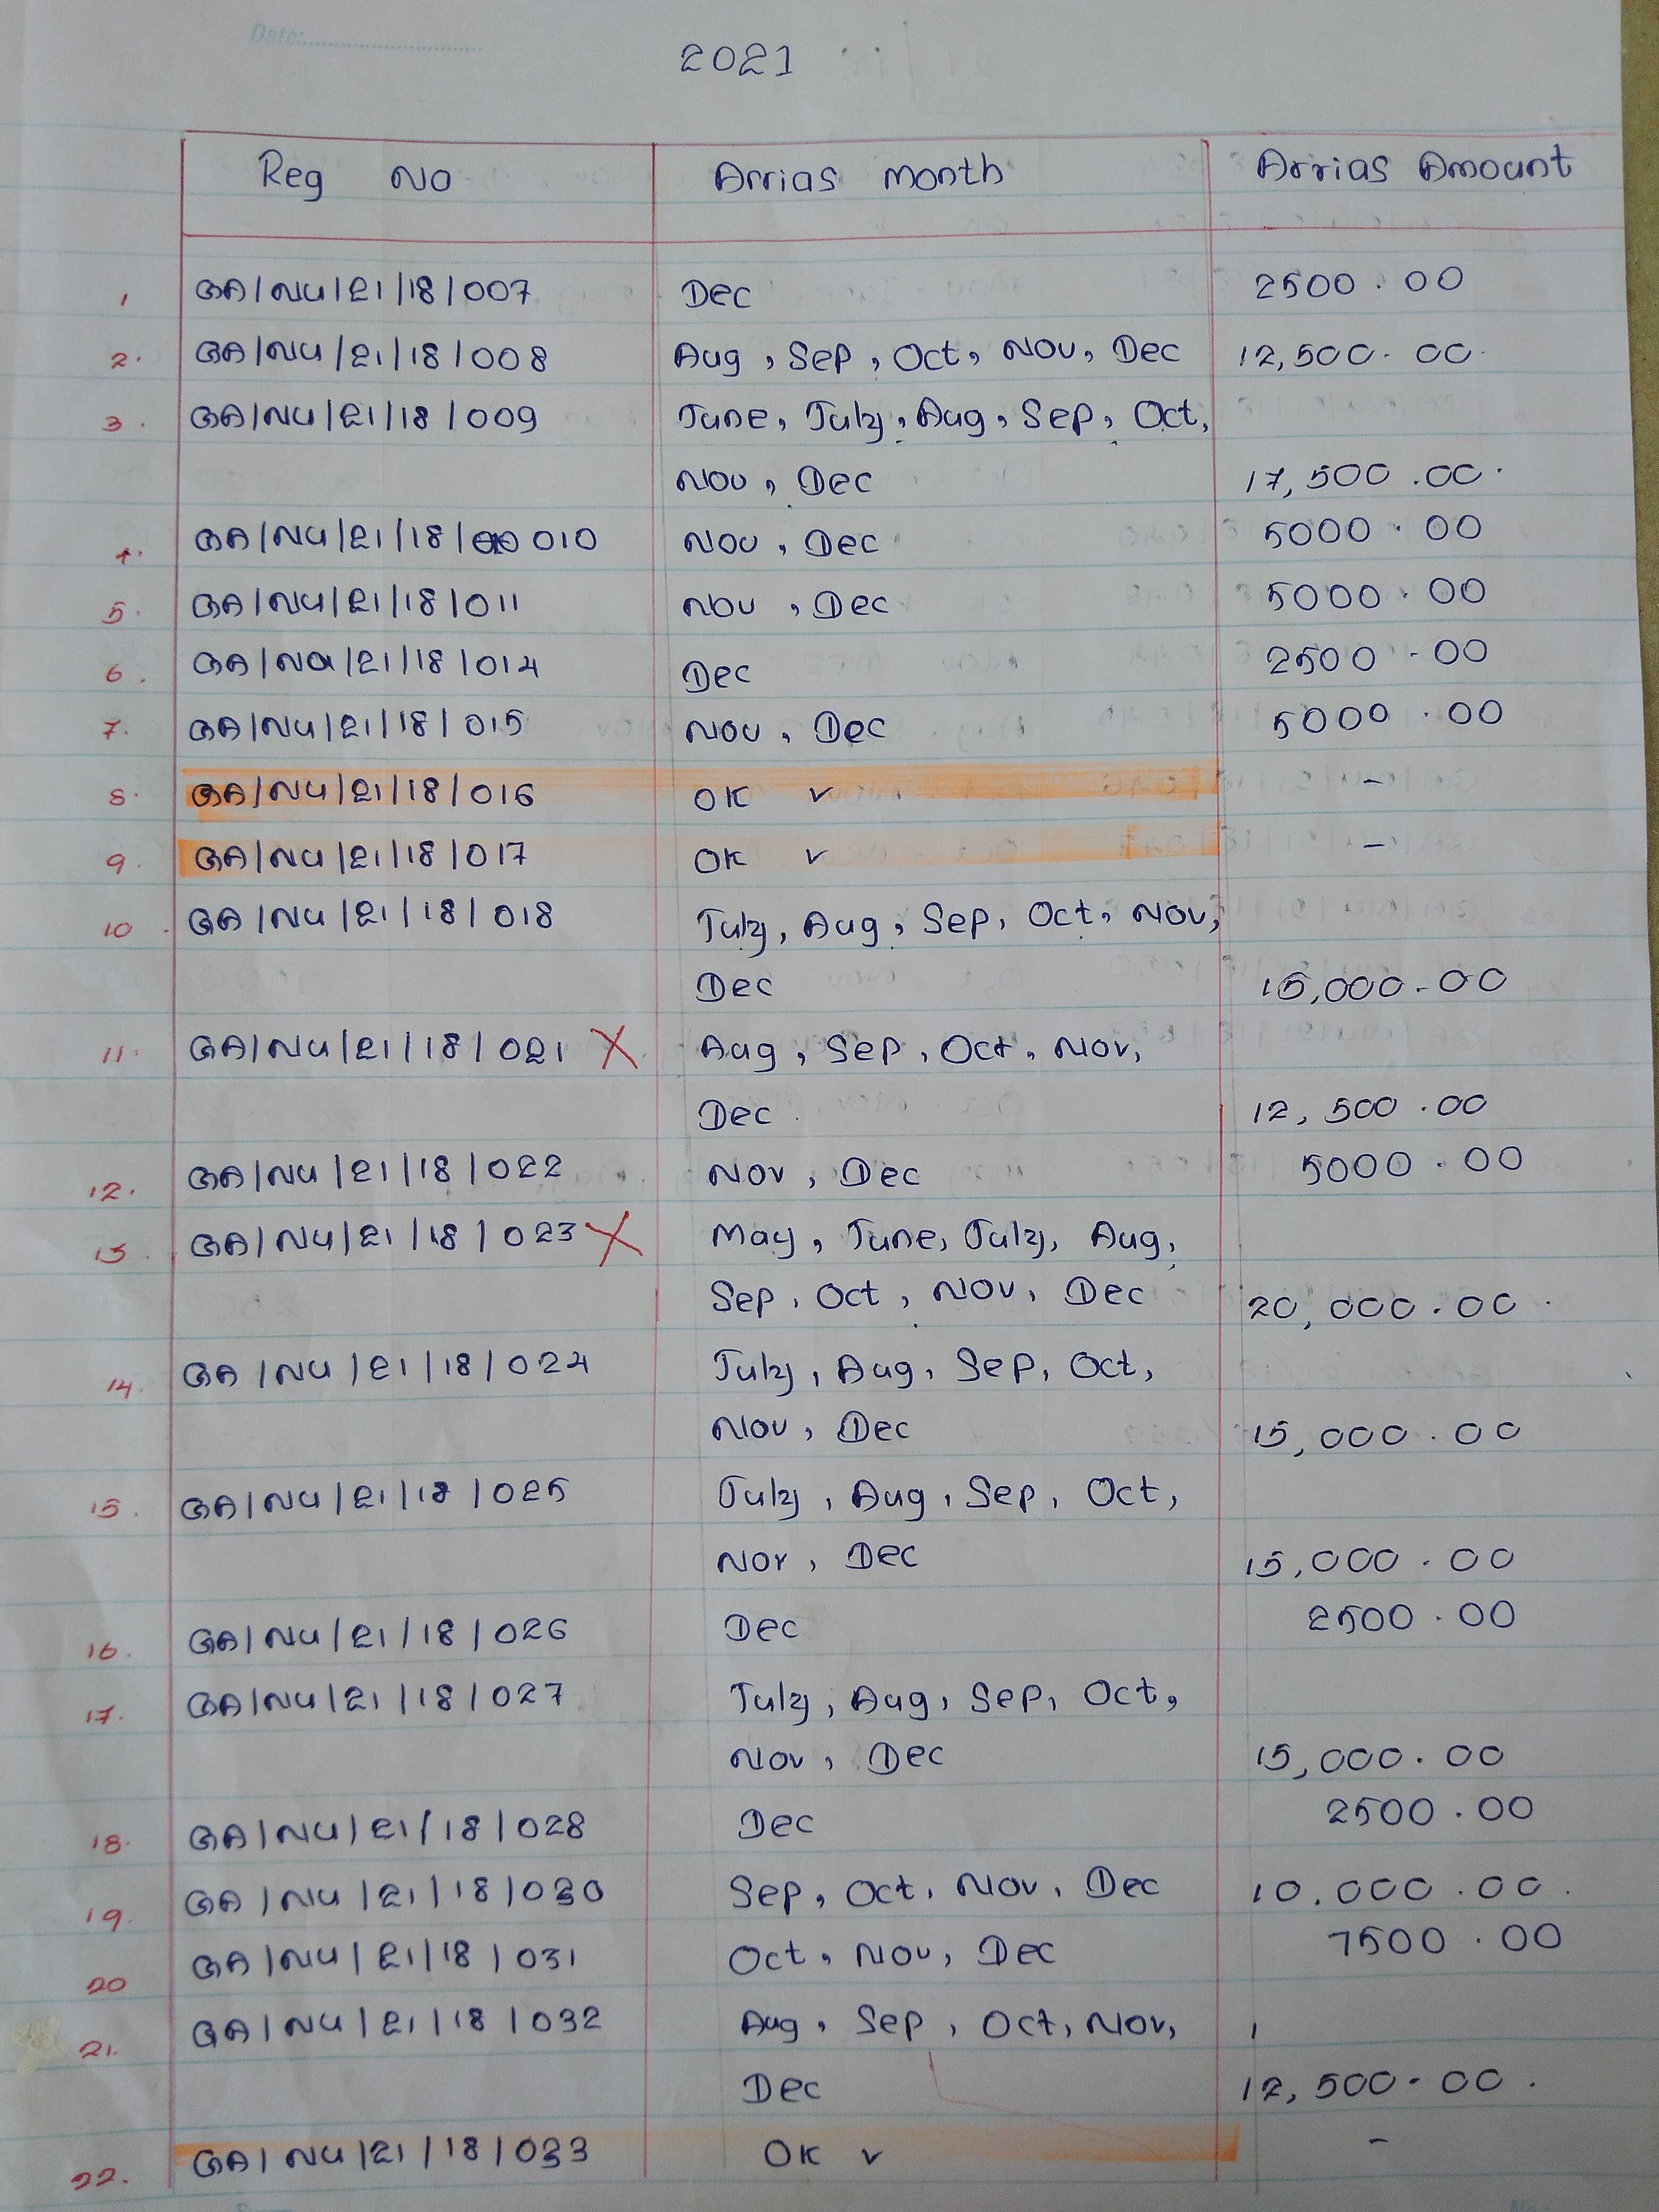 Date:
2021
Reg No Arrias month Arrias Amount
1 GA/NU/21/18/007 Dec 2500.00
2. GA/NU/21/18/008 Aug, Sep, Oct, Nov, Dec 12,500.00
3. GA/NU/21/18/009 June, July, Aug, Sep, Oct,
Nov, Dec 17,500.00
4. GA/NU/21/18/010 Nov, Dec 5000.00
5. GA/NU/21/18/011 Nov, Dec 5000.00
6. GA/NU/21/18/014 Dec 2500.00
7. GA/NU/21/18/015 Nov, Dec 5000.00
8. GA/NU/21/18/016 OK ✓ -
9. GA/NU/21/18/017 OK ✓ -
10. GA/NU/21/18/018 July, Aug, Sep, Oct, Nov,
Dec 15,000.00
11. GA/NU/21/18/021 X Aug, Sep, Oct, Nov,
Dec 12,500.00
12. GA/NU/21/18/022 Nov, Dec 5000.00
13. GA/NU/21/18/023 X May, June, July, Aug,
Sep, Oct, Nov, Dec 20,000.00
14. GA/NU/21/18/024 July, Aug, Sep, Oct,
Nov, Dec 15,000.00
15. GA/NU/21/18/025 July, Aug, Sep, Oct,
Nov, Dec 15,000.00
16. GA/NU/21/18/026 Dec 2500.00
17. GA/NU/21/18/027 July, Aug, Sep, Oct,
Nov, Dec 15,000.00
18. GA/NU/21/18/028 Dec 2500.00
19. GA/NU/21/18/030 Sep, Oct, Nov, Dec 10,000.00
20 GA/NU/21/18/031 Oct, Nov, Dec 7500.00
21. GA/NU/21/18/032 Aug, Sep, Oct, Nov,
Dec 12,500.00
22. GA/NU/21/18/033 OK ✓ -